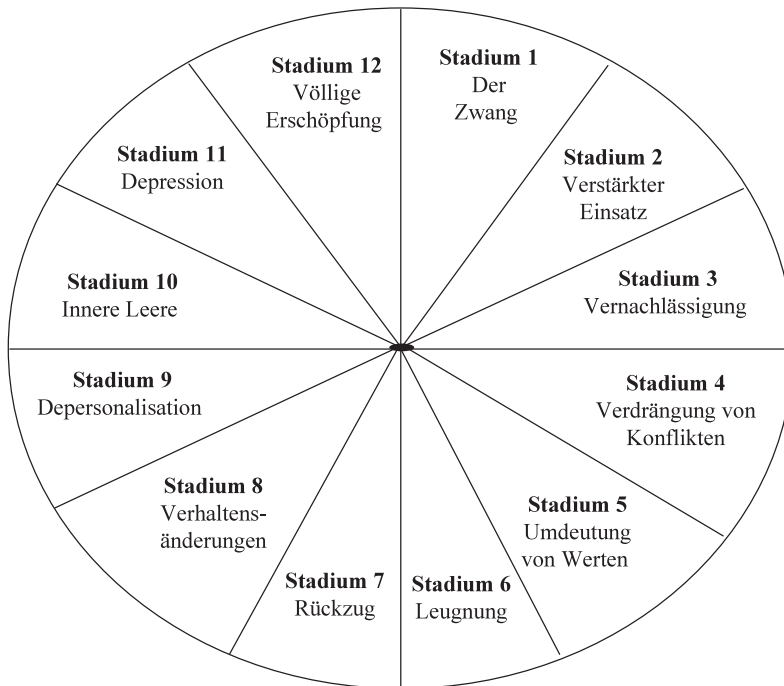 Stadium 1
Der
Zwang
Stadium 2
Verstärkter
Einsatz
Stadium 3
Vernachlässigung
Stadium 4
Verdrängung von
Konflikten
Stadium 5
Umdeutung
von Werten
Stadium 6
Leugnung
Stadium 7
Rückzug
Stadium 8
Verhaltens-
änderungen
Stadium 9
Depersonalisation
Stadium 10
Innere Leere
Stadium 11
Depression
Stadium 12
Völlige
Erschöpfung